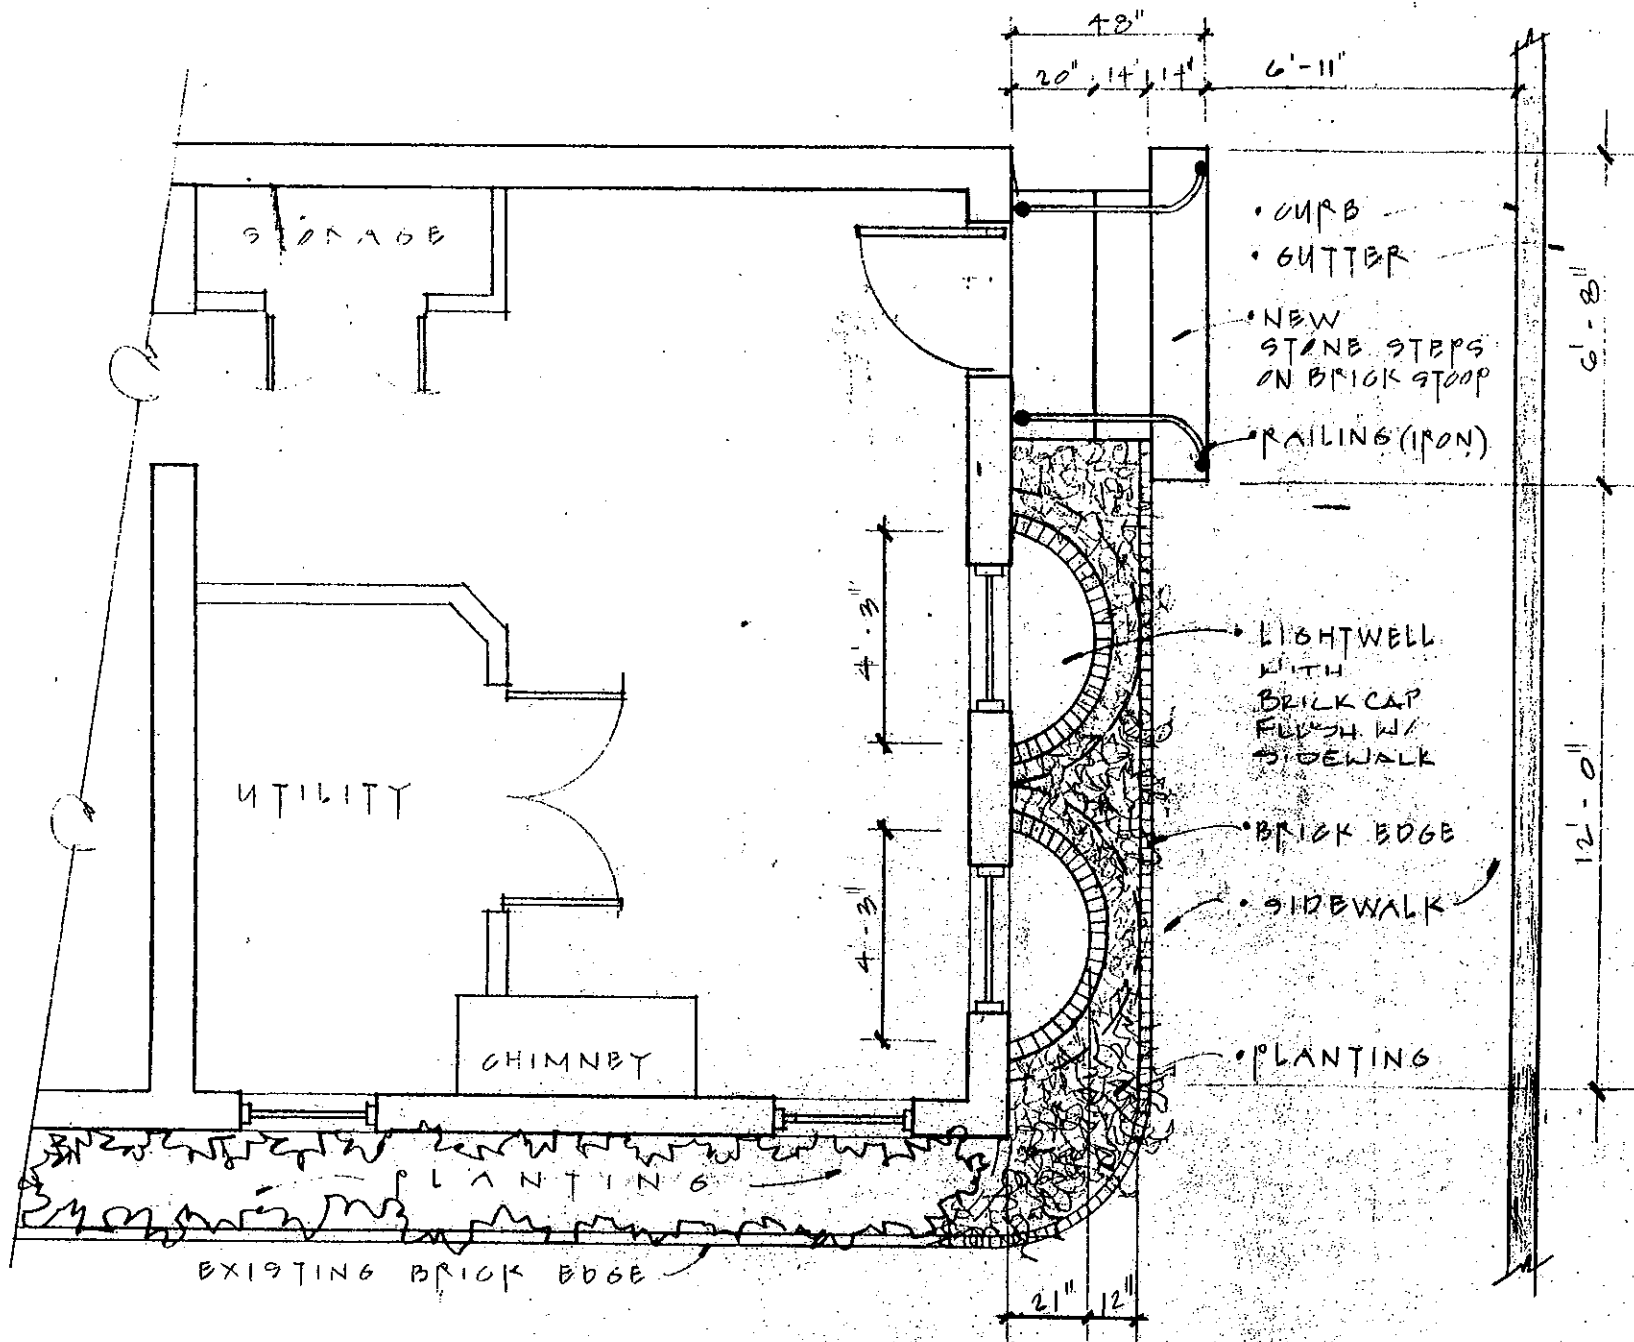 48"
20" 14" 14" 6'-11"
STORAGE
• CURB
• GUTTER
• NEW
STONE STEPS
ON BRICK STOOP
• RAILING (IRON)
6'-8"
4'-3"
• LIGHTWELL
WITH
BRICK CAP
FLUSH W/
SIDEWALK
UTILITY
• BRICK EDGE
12'-0"
4'-3"
• SIDEWALK
CHIMNEY
• PLANTING
PLANTING
EXISTING BRICK EDGE
21" 12"